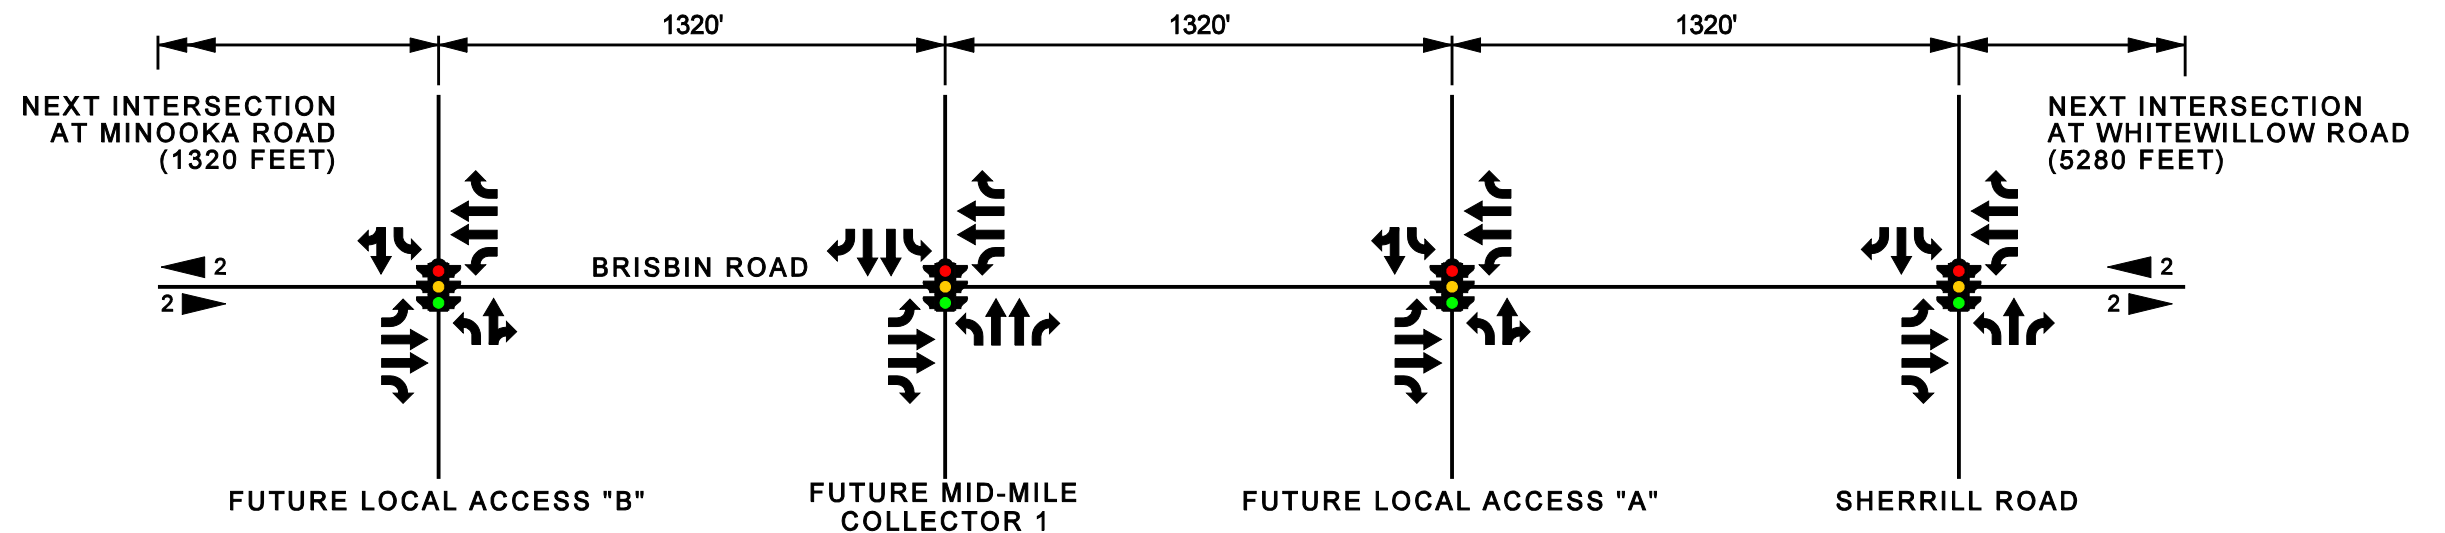 1320'
1320'
1320'
NEXT INTERSECTION
AT MINOOKA ROAD
(1320 FEET)
NEXT INTERSECTION
AT WHITEWILLOW ROAD
(5280 FEET)
2
BRISBIN ROAD
2
2
2
FUTURE LOCAL ACCESS "B"
FUTURE MID-MILE
COLLECTOR 1
FUTURE LOCAL ACCESS "A"
SHERRILL ROAD